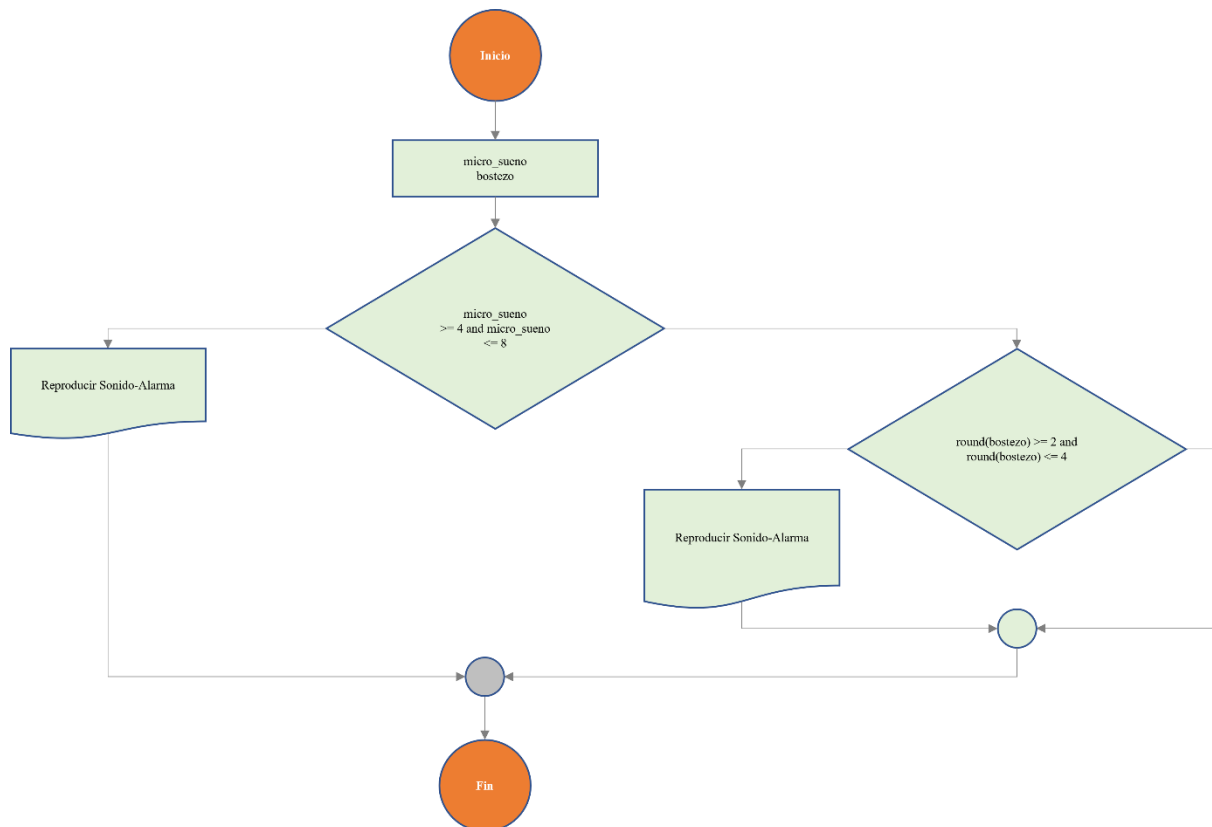 Inicio
micro_sueno
bostezo
micro_sueno
>= 4 and micro_sueno
<= 8
Reproducir Sonido-Alarma
round(bostezo) >= 2 and
round(bostezo) <= 4
Reproducir Sonido-Alarma
Fin